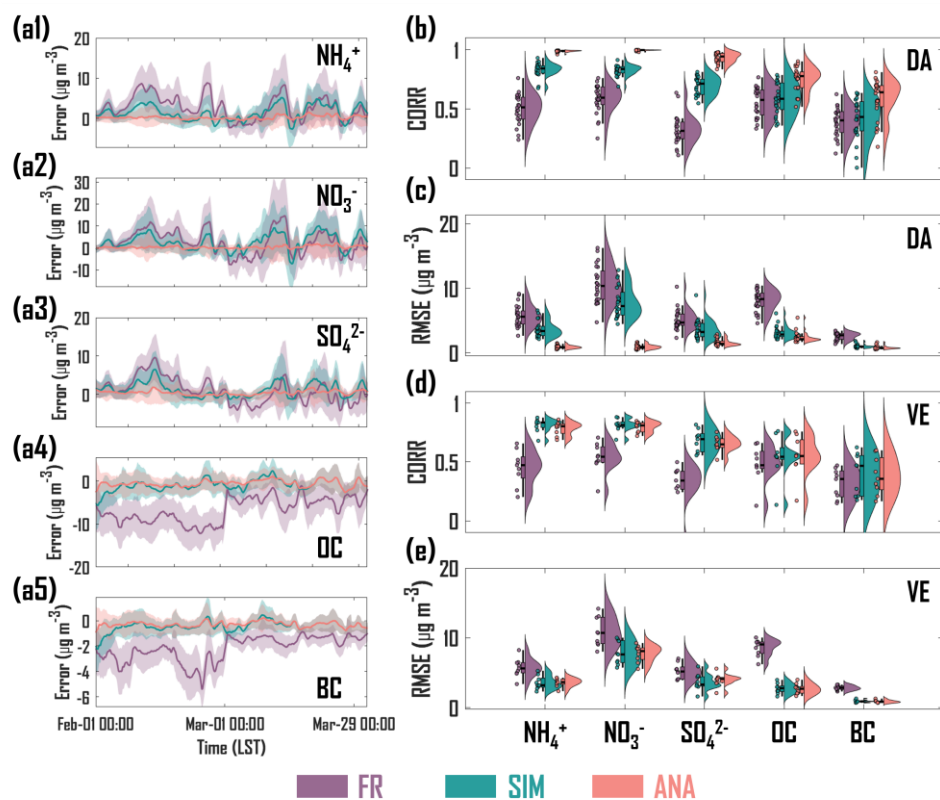 (a1)
NH₄⁺
Error (µg m⁻³)
20
10
0
(a2)
NO₃⁻
Error (µg m⁻³)
30
20
10
0
-10
(a3)
SO₄²⁻
Error (µg m⁻³)
20
10
0
(a4)
OC
Error (µg m⁻³)
0
-10
-20
(a5)
BC
Error (µg m⁻³)
0
-2
-4
-6
Feb-01 00:00 Mar-01 00:00 Mar-29 00:00
Time (LST)
(b)
DA
CORR
1
0.5
0
(c)
DA
RMSE (µg m⁻³)
20
10
0
(d)
VE
CORR
1
0.5
0
(e)
VE
RMSE (µg m⁻³)
20
10
0
NH₄⁺ NO₃⁻ SO₄²⁻ OC BC
FR SIM ANA